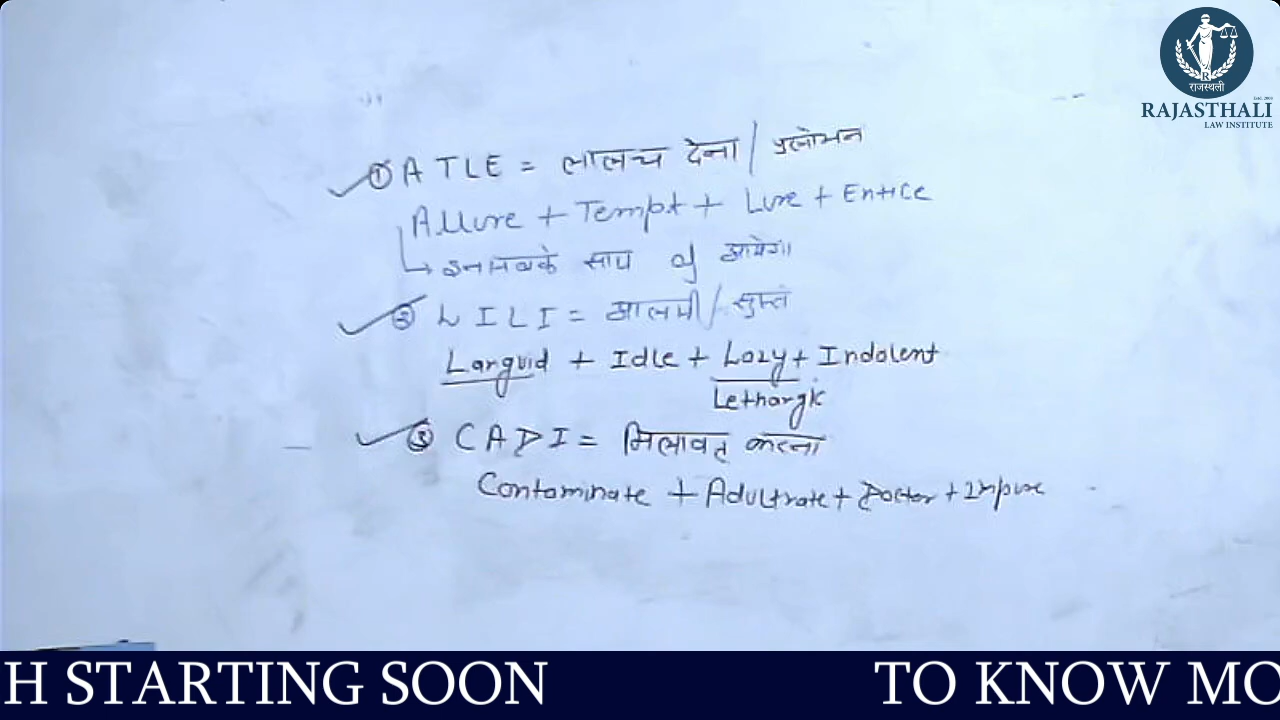 राजस्थली
RAJASTHALI
LAW INSTITUTE
① ATLE = लालच देना / प्रलोभन
Allure + Tempt + Lure + Entice
↳ इन सबके साथ of आयेगा
② LILI = आलसी / सुस्त
Languid + Idle + Lazy + Indolent
Lethargic
③ CADI = मिलावट करना
Contaminate + Adultrate + Doctor + Impure
H STARTING SOON TO KNOW MO